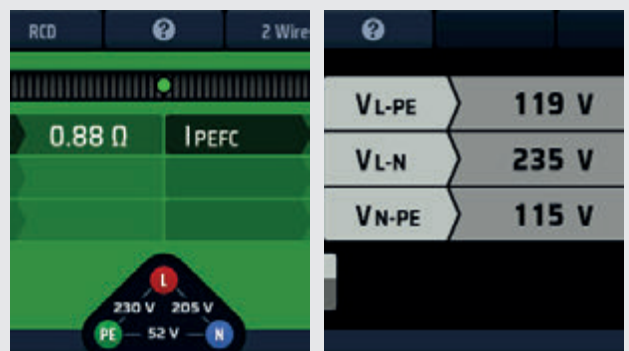 RCD
?
2 Wire
0.88 Ω
IPEFC
L
230 V
205 V
PE
52 V
N
?
VL-PE
119 V
VL-N
235 V
VN-PE
115 V